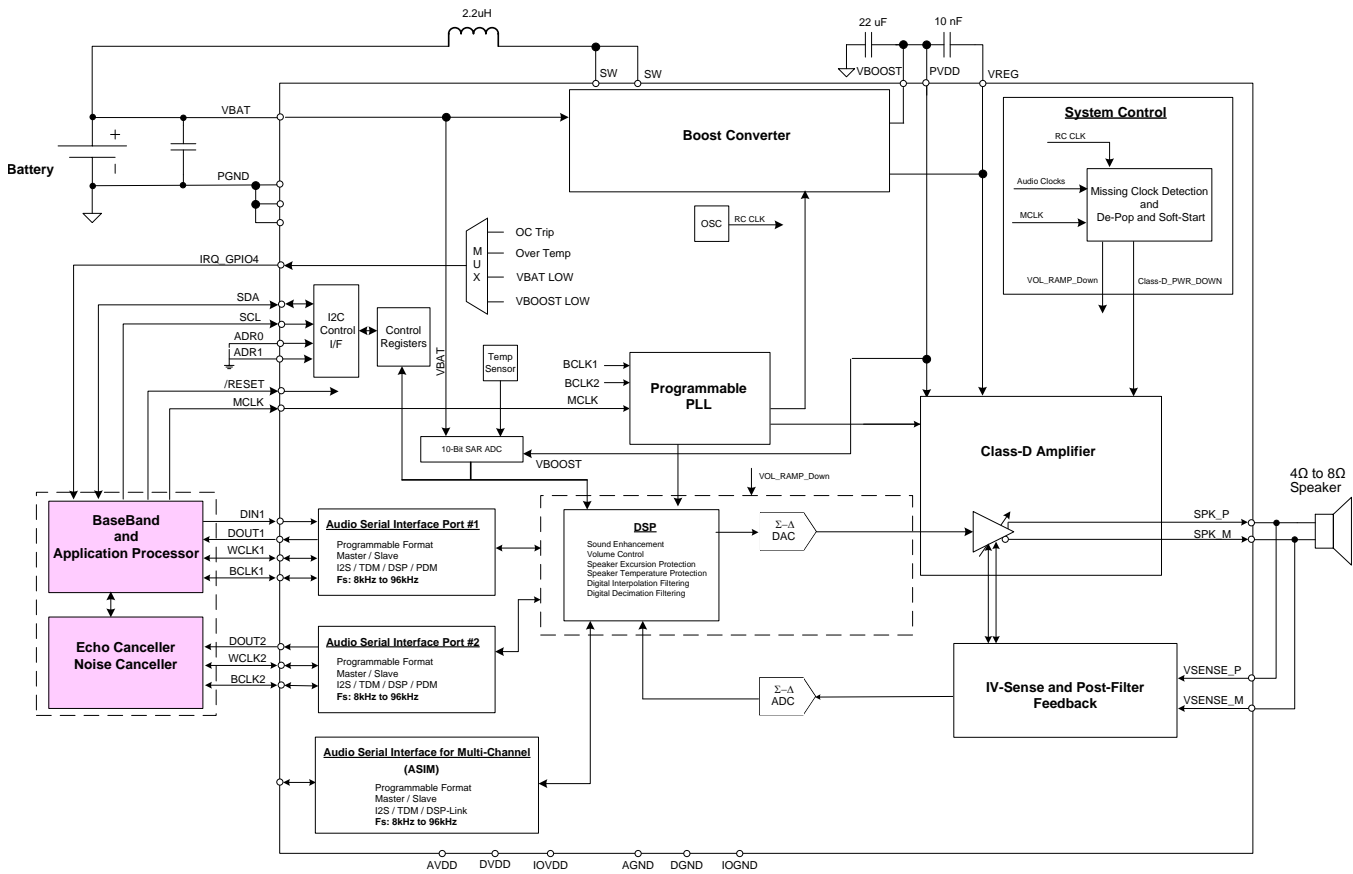 2.2uH
22 uF
10 nF
SW
SW
VBOOST
PVDD
VREG
VBAT
Boost Converter
System Control
RC CLK
Audio Clocks
MCLK
Missing Clock Detection
and
De-Pop and Soft-Start
VOL_RAMP_Down
Class-D_PWR_DOWN
+
Battery
–
PGND
OSC
RC CLK
M
U
X
OC Trip
Over Temp
VBAT LOW
VBOOST LOW
IRQ_GPIO4
SDA
SCL
ADR0
ADR1
/RESET
MCLK
I2C
Control
I/F
Control
Registers
VBAT
Temp
Sensor
BCLK1
BCLK2
MCLK
Programmable
PLL
10-Bit SAR ADC
VBOOST
Class-D Amplifier
VOL_RAMP_Down
4Ω to 8Ω
Speaker
BaseBand
and
Application Processor
DIN1
DOUT1
WCLK1
BCLK1
Audio Serial Interface Port #1
Programmable Format
Master / Slave
I2S / TDM / DSP / PDM
Fs: 8kHz to 96kHz
DSP
Sound Enhancement
Volume Control
Speaker Excursion Protection
Speaker Temperature Protection
Digital Interpolation Filtering
Digital Decimation Filtering
Σ–Δ
DAC
SPK_P
SPK_M
Echo Canceller
Noise Canceller
DOUT2
WCLK2
BCLK2
Audio Serial Interface Port #2
Programmable Format
Master / Slave
I2S / TDM / DSP / PDM
Fs: 8kHz to 96kHz
Σ–Δ
ADC
IV-Sense and Post-Filter
Feedback
VSENSE_P
VSENSE_M
Audio Serial Interface for Multi-Channel
(ASIM)
Programmable Format
Master / Slave
I2S / TDM / DSP-Link
Fs: 8kHz to 96kHz
AVDD
DVDD
IOVDD
AGND
DGND
IOGND